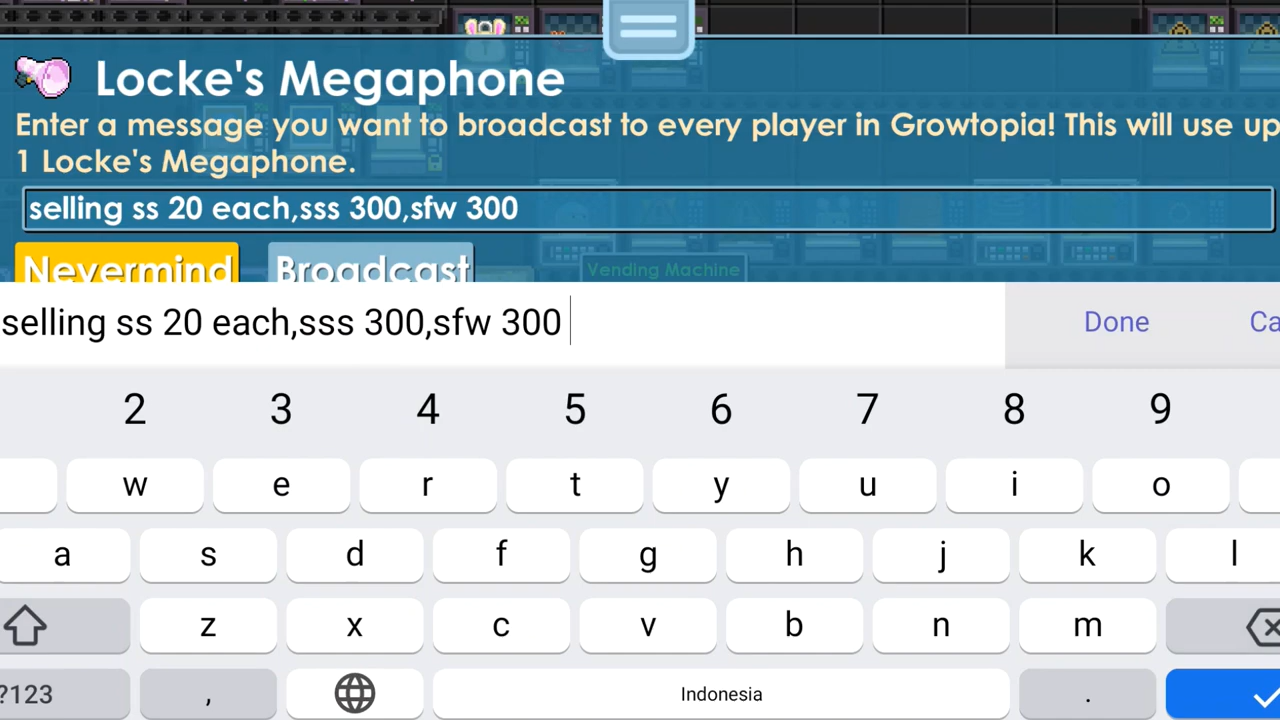 Locke's Megaphone
Enter a message you want to broadcast to every player in Growtopia! This will use up
1 Locke's Megaphone.
selling ss 20 each,sss 300,sfw 300
Nevermind Broadcast
Vending Machine
selling ss 20 each,sss 300,sfw 300
Done Ca
2 3 4 5 6 7 8 9
w e r t y u i o
a s d f g h j k l
z x c v b n m
?123 , Indonesia .